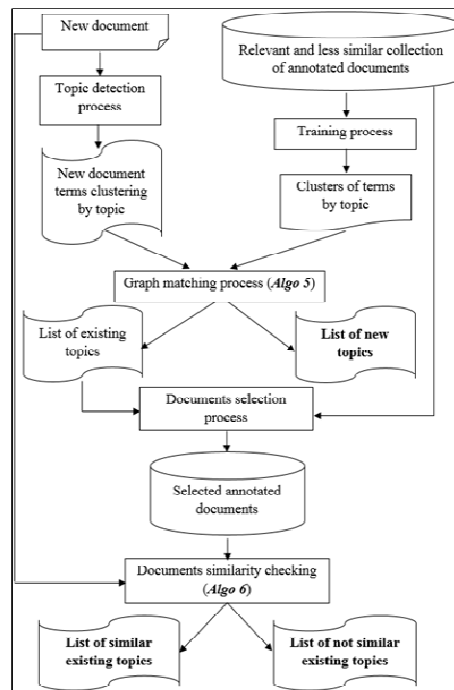 New document
Relevant and less similar collection
of annotated documents
Topic detection
process
Training process
New document
terms clustering
by topic
Clusters of terms
by topic
Graph matching process (Algo 5)
List of existing
topics
List of new
topics
Documents selection
process
Selected annotated
documents
Documents similarity checking
(Algo 6)
List of similar
existing topics
List of not similar
existing topics